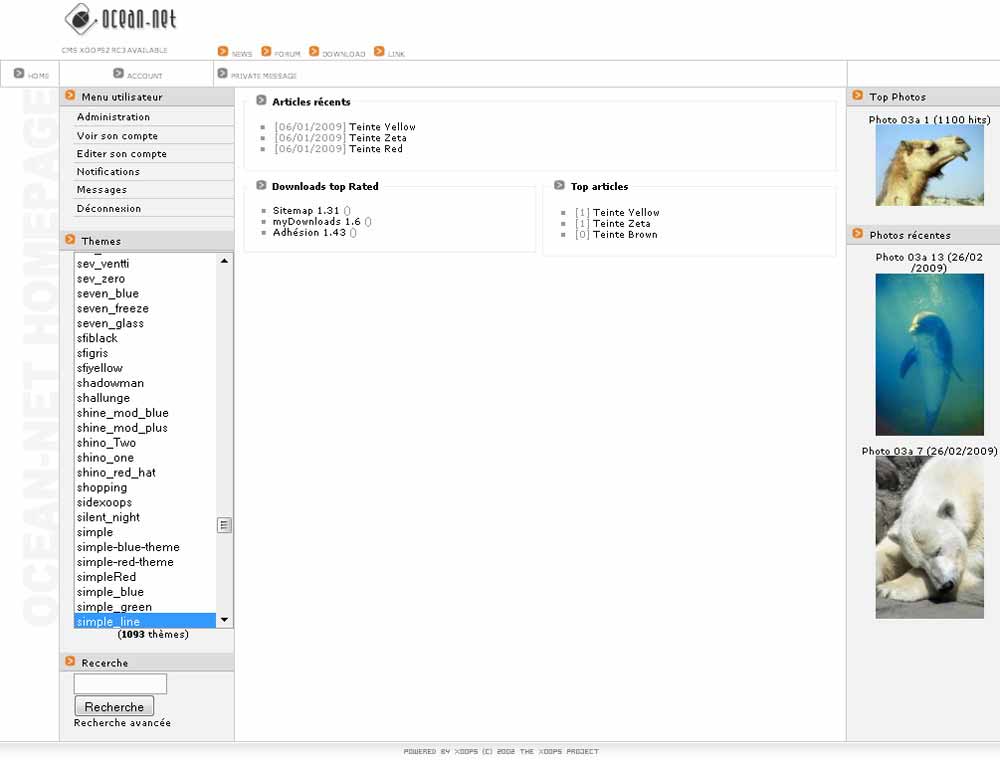 ocean-net
CMS XOOPS2 RC3 AVAILABLE
NEWS FORUM DOWNLOAD LINK
HOME ACCOUNT PRIVATE MESSAGE
OCEAN-NET HOMEPAGE
Menu utilisateur
Administration
Voir son compte
Editer son compte
Notifications
Messages
Déconnexion
Themes
sev_ventti
sev_zero
seven_blue
seven_freeze
seven_glass
sfiblack
sfigris
sfiyellow
shadowman
shallunge
shine_mod_blue
shine_mod_plus
shino_Two
shino_one
shino_red_hat
shopping
sidexoops
silent_night
simple
simple-blue-theme
simple-red-theme
simpleRed
simple_blue
simple_green
simple_line
(1093 thèmes)
Recerche
Recherche
Recherche avancée
Articles récents
[06/01/2009] Teinte Yellow
[06/01/2009] Teinte Zeta
[06/01/2009] Teinte Red
Downloads top Rated
Sitemap 1.31 ()
myDownloads 1.6 ()
Adhésion 1.43 ()
Top articles
[1] Teinte Yellow
[1] Teinte Zeta
[0] Teinte Brown
Top Photos
Photo 03a 1 (1100 hits)
Photos récentes
Photo 03a 13 (26/02
/2009)
Photo 03a 7 (26/02/2009)
POWERED BY XOOPS (C) 2002 THE XOOPS PROJECT